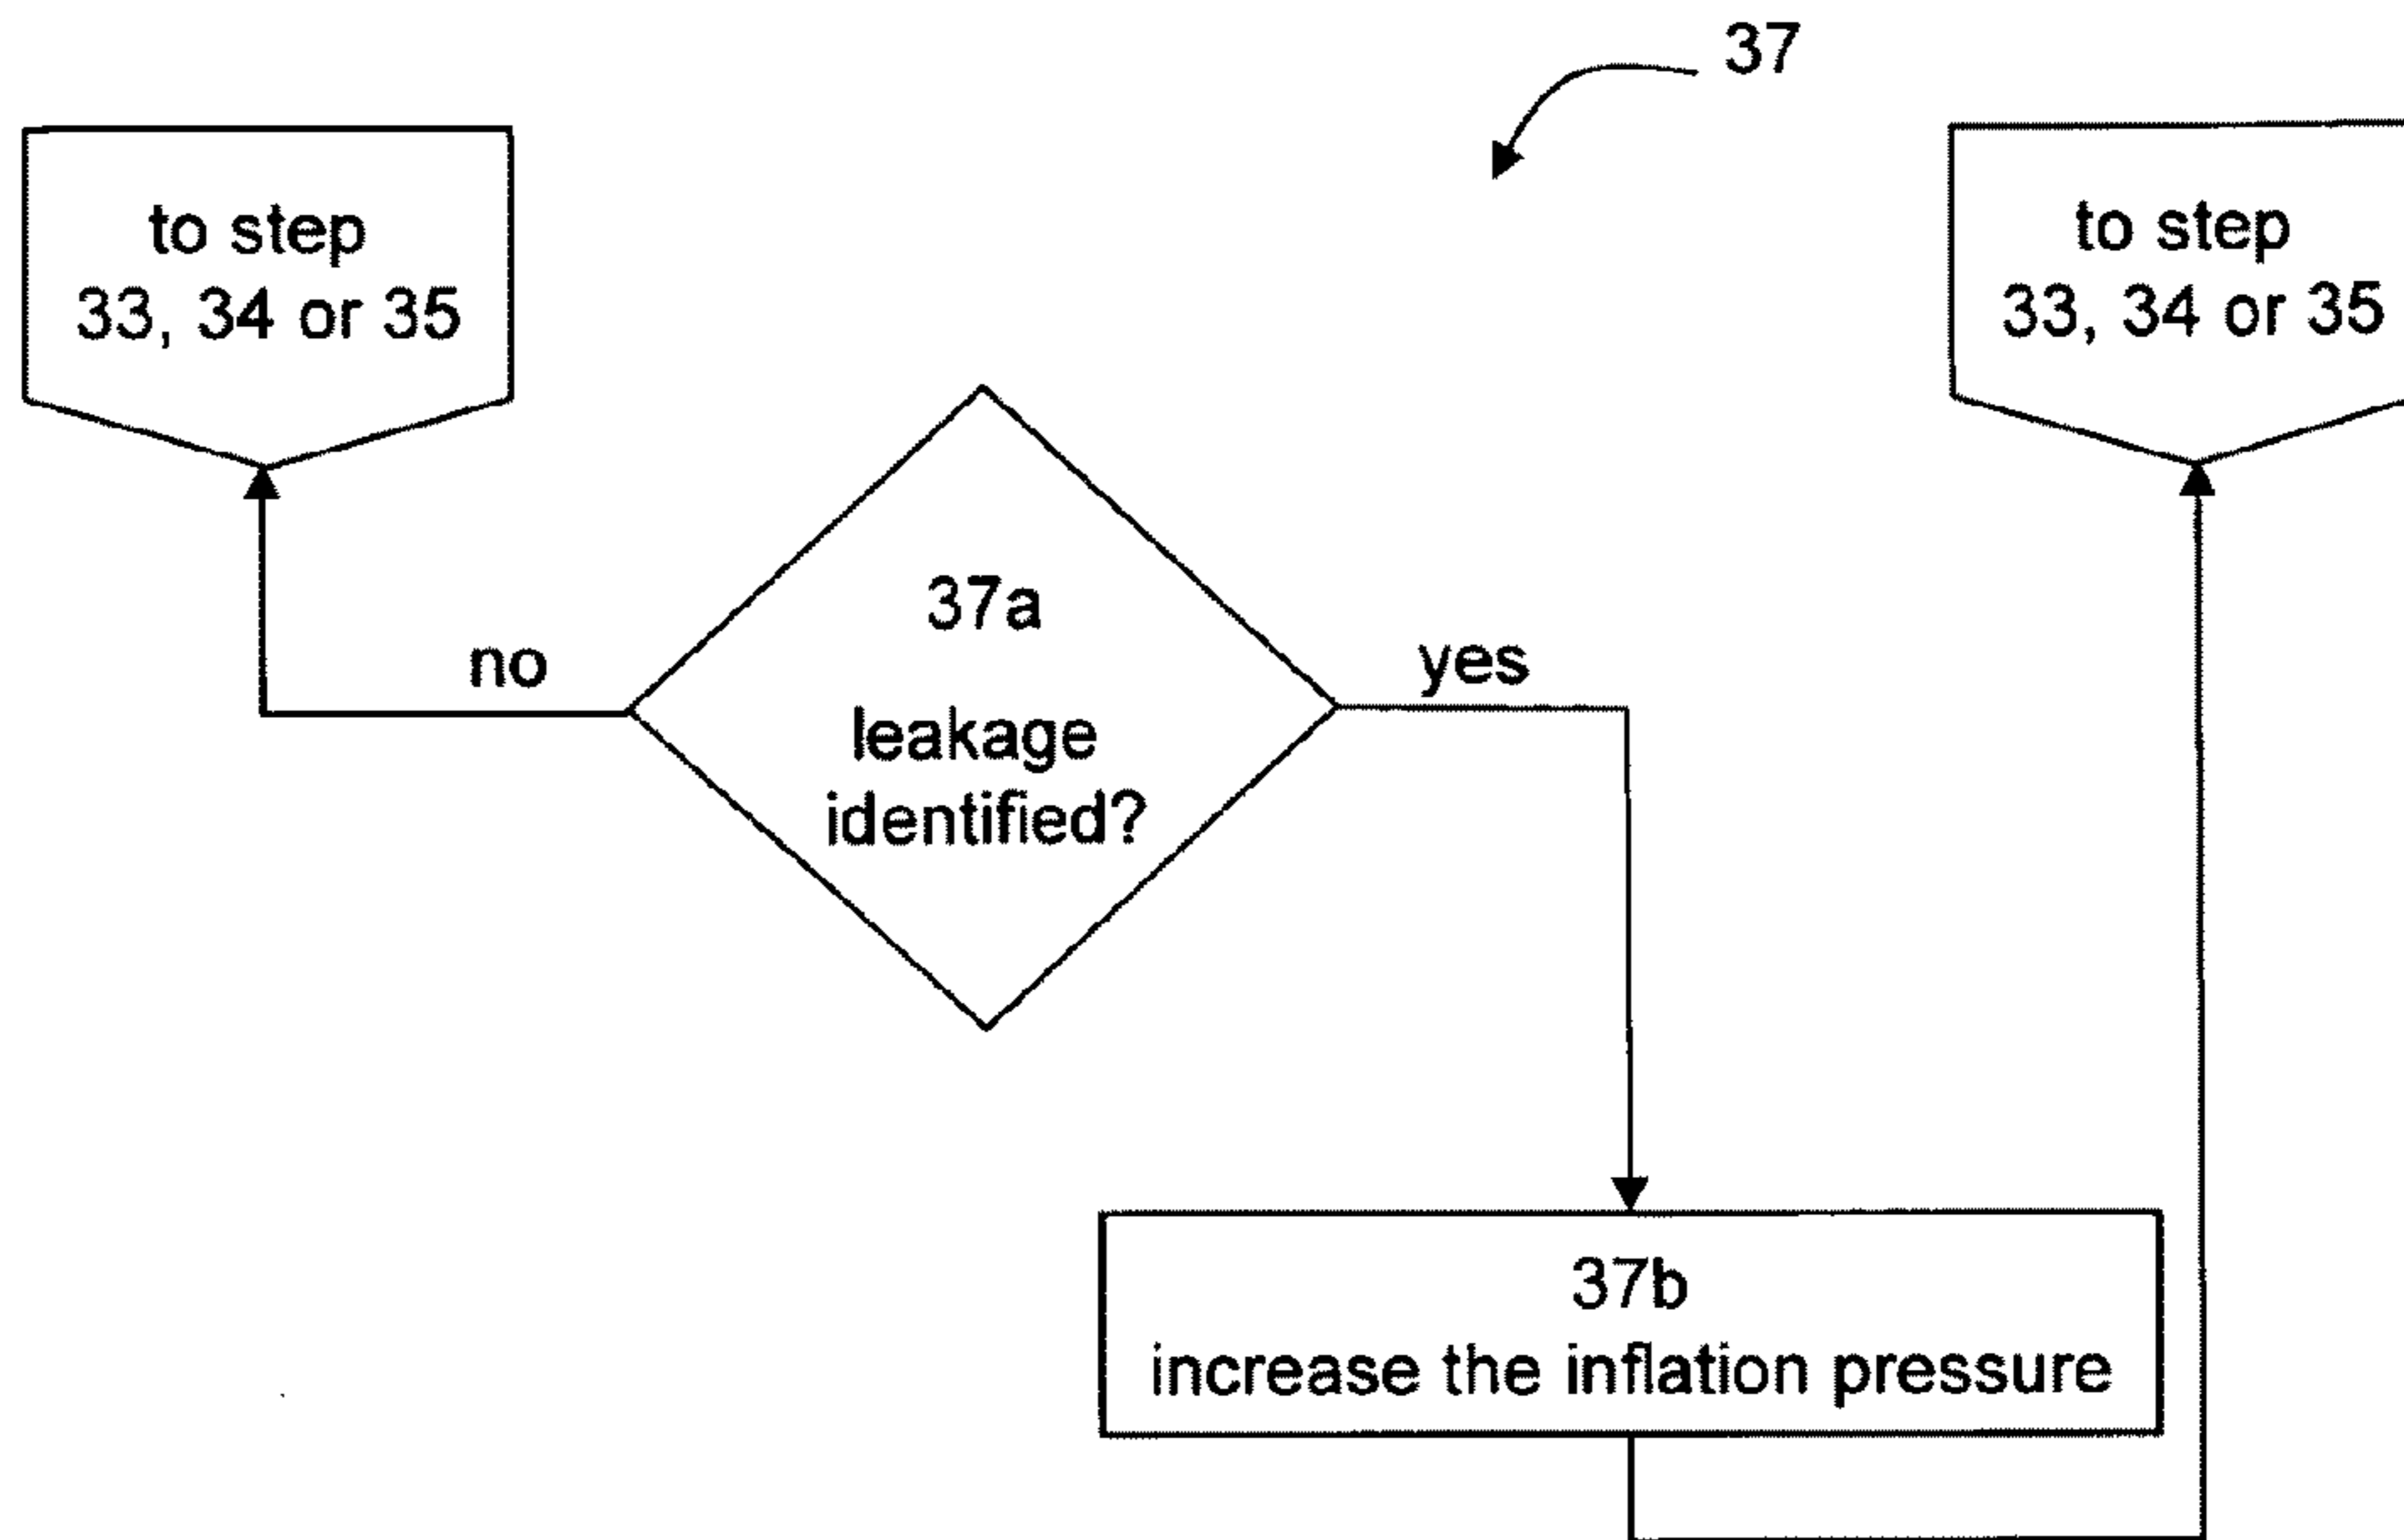 37
to step
33, 34 or 35
to step
33, 34 or 35
37a
leakage
identified?
no
yes
37b
increase the inflation pressure